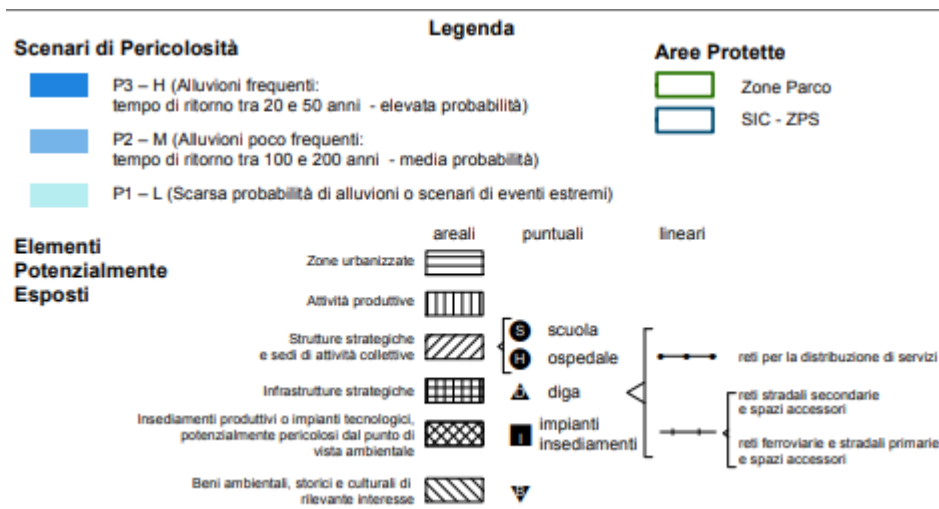 Legenda
Scenari di Pericolosità
P3 – H (Alluvioni frequenti:
tempo di ritorno tra 20 e 50 anni - elevata probabilità)
P2 – M (Alluvioni poco frequenti:
tempo di ritorno tra 100 e 200 anni - media probabilità)
P1 – L (Scarsa probabilità di alluvioni o scenari di eventi estremi)
Aree Protette
Zone Parco
SIC - ZPS
Elementi
Potenzialmente
Esposti
areali puntuali lineari
Zone urbanizzate
Attività produttive
Strutture strategiche
e sedi di attività collettive
S scuola
H ospedale
Infrastrutture strategiche
D diga
Insediamenti produttivi o impianti tecnologici,
potenzialmente pericolosi dal punto di
vista ambientale
I impianti
insediamenti
Beni ambientali, storici e culturali di
rilevante interesse
B
reti per la distribuzione di servizi
reti stradali secondarie
e spazi accessori
reti ferroviarie e stradali primarie
e spazi accessori